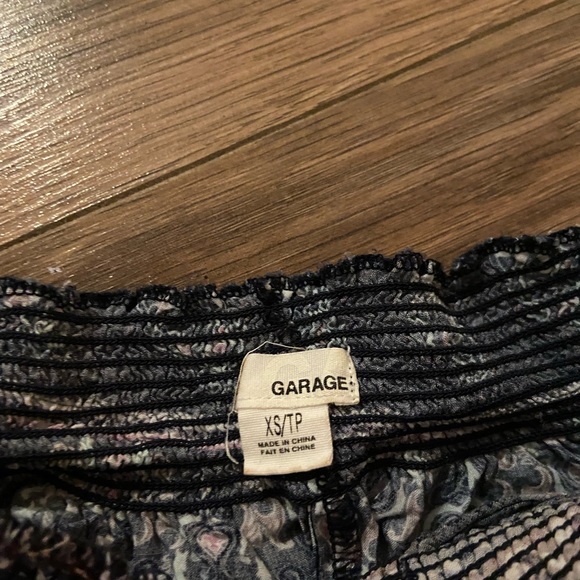 GARAGE
XS/TP
MADE IN CHINA
FAIT EN CHINE